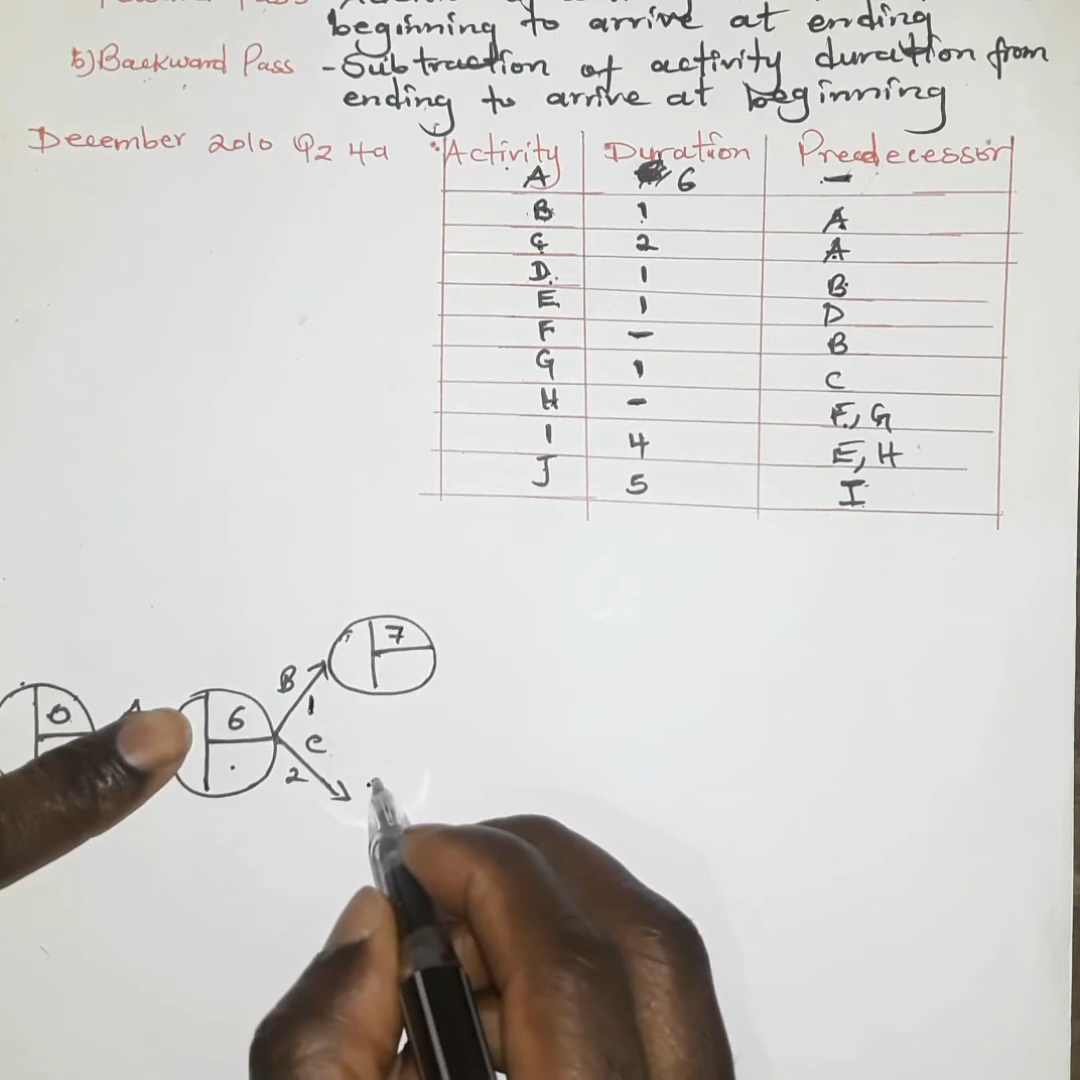 beginning to arrive at ending
b) Backward Pass - Subtraction of activity duration from
ending to arrive at beginning
December 2010 Qz 4a
Activity Duration Predecessor
A 6 -
B 1 A
C 2 A
D 1 B
E 1 D
F - B
G 1 C
H - F, G
I 4 E, H
J 5 I
7
B
1
0
A
6
C
2